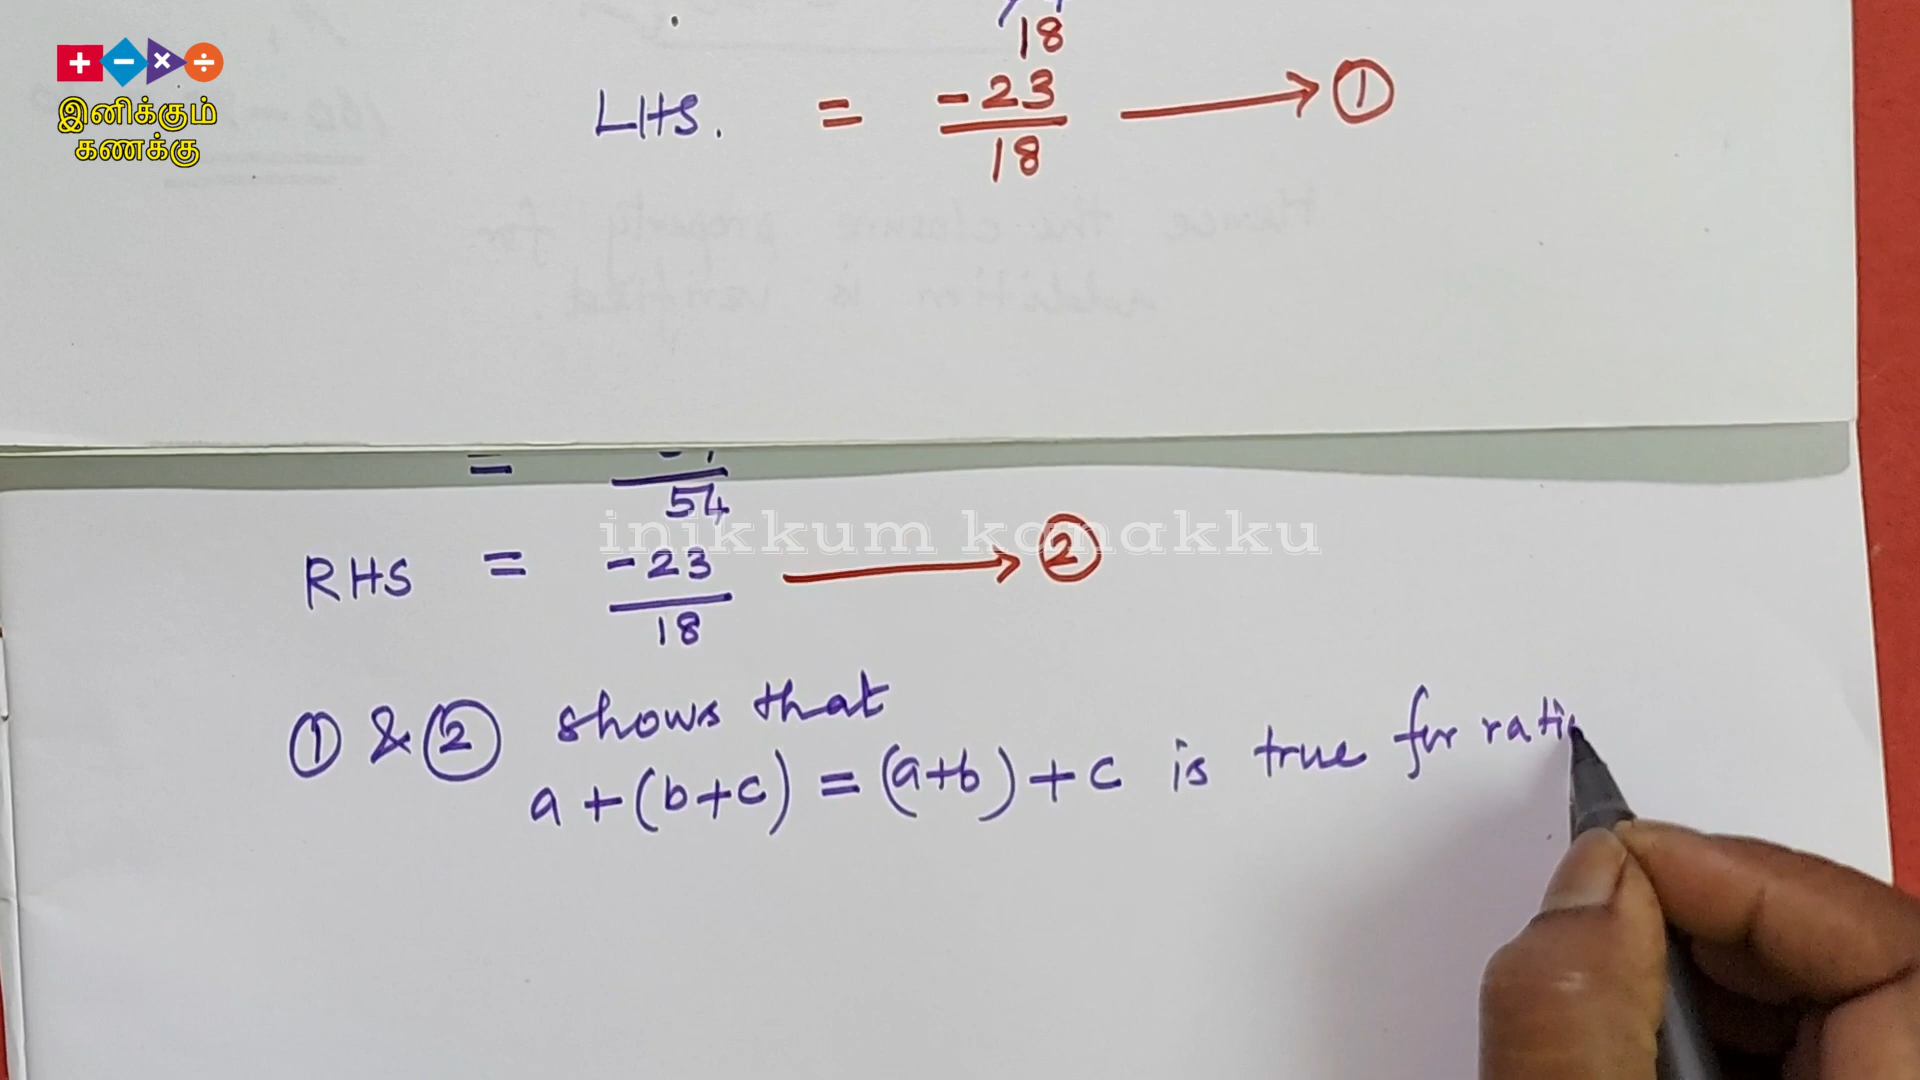 + − × ÷
இனிக்கும்
கணக்கு
18
LHS. = -23/18 → ①
=
54
inikkum kanakku
RHS = -23/18 → ②
① & ② shows that
a + (b+c) = (a+b) + c is true for ratio